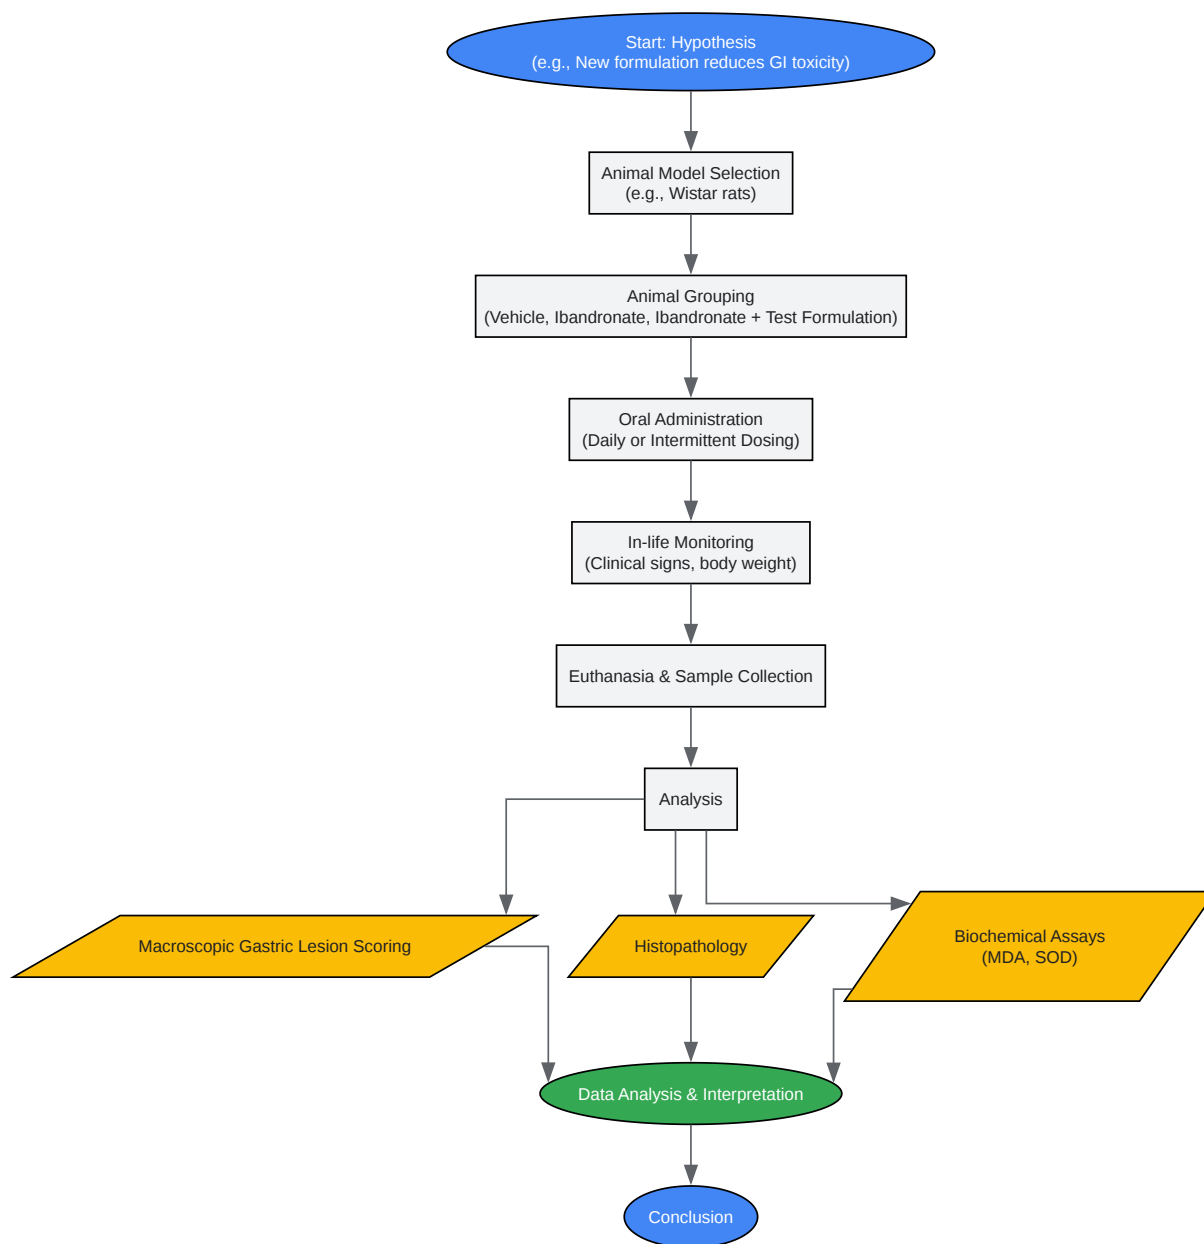 Start: Hypothesis
(e.g., New formulation reduces GI toxicity)
Animal Model Selection
(e.g., Wistar rats)
Animal Grouping
(Vehicle, Ibandronate, Ibandronate + Test Formulation)
Oral Administration
(Daily or Intermittent Dosing)
In-life Monitoring
(Clinical signs, body weight)
Euthanasia & Sample Collection
Analysis
Macroscopic Gastric Lesion Scoring
Histopathology
Biochemical Assays
(MDA, SOD)
Data Analysis & Interpretation
Conclusion